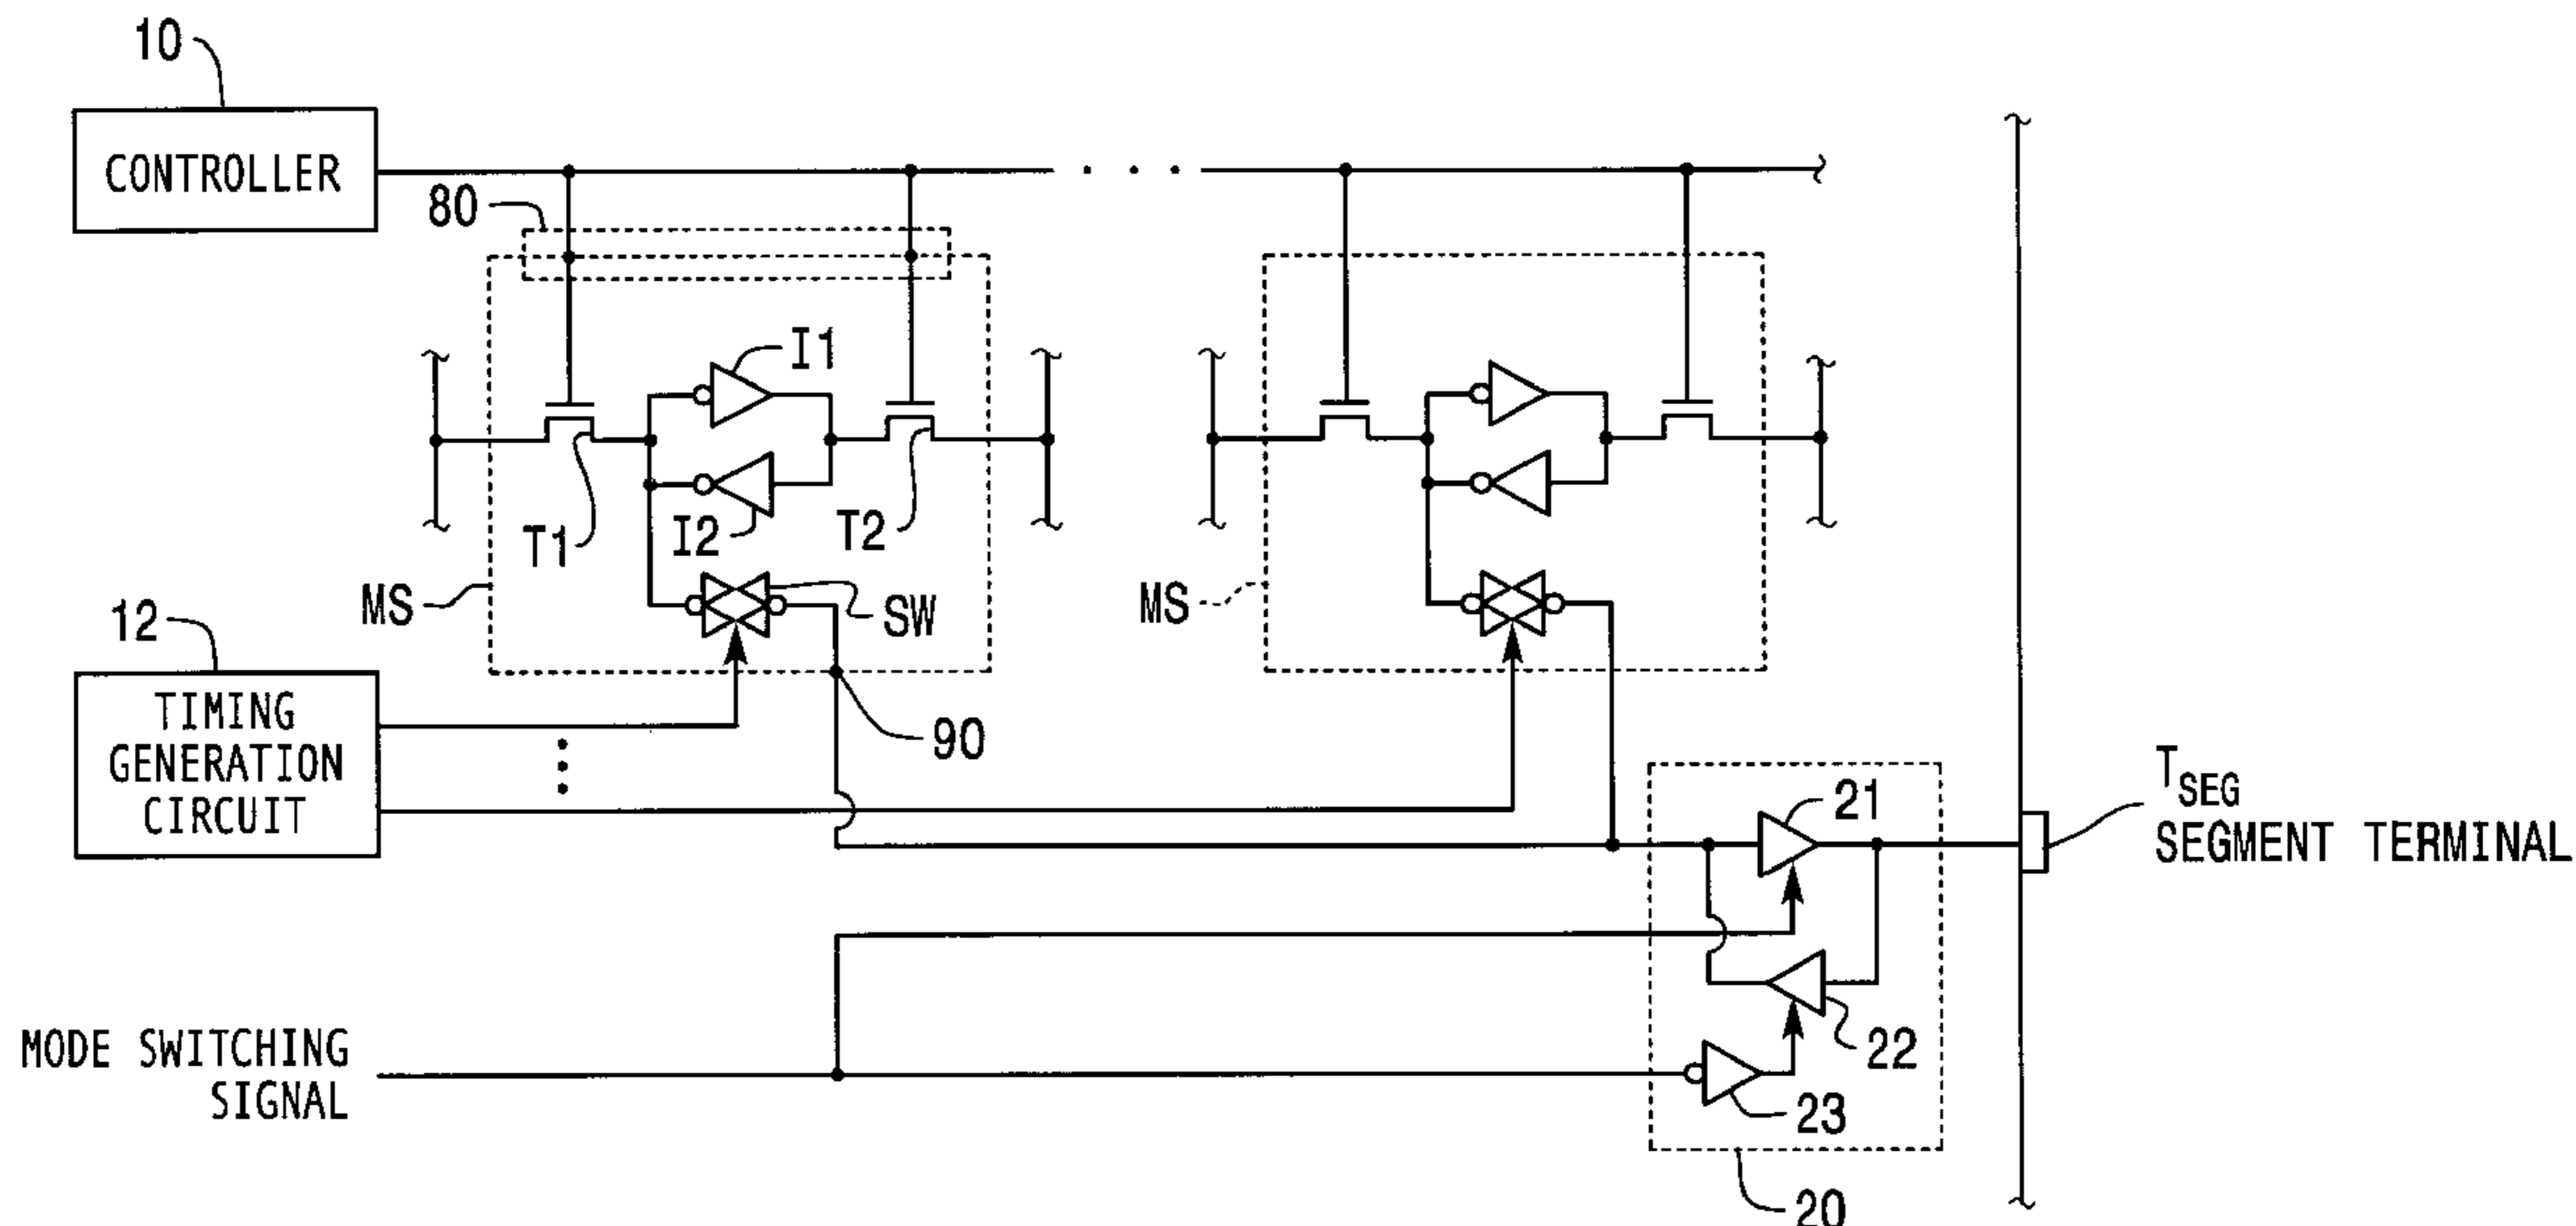 10
CONTROLLER
80
I1
T1
I2
T2
MS
SW
MS
12
TIMING
GENERATION
CIRCUIT
90
21
TSEG
SEGMENT TERMINAL
MODE SWITCHING
SIGNAL
22
23
20